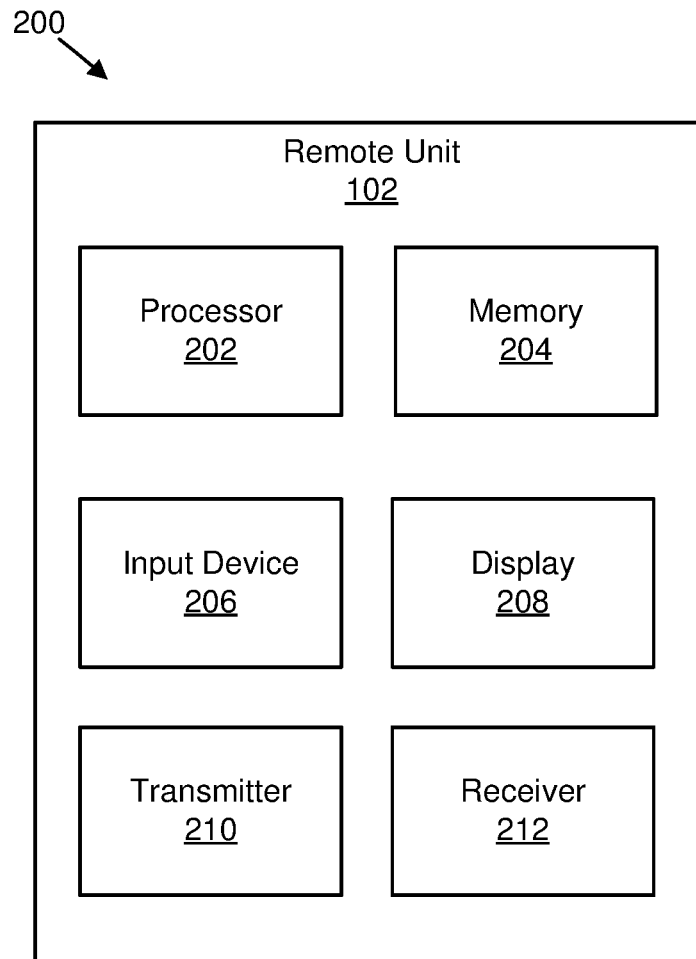 200
Remote Unit
102
Processor
202
Memory
204
Input Device
206
Display
208
Transmitter
210
Receiver
212